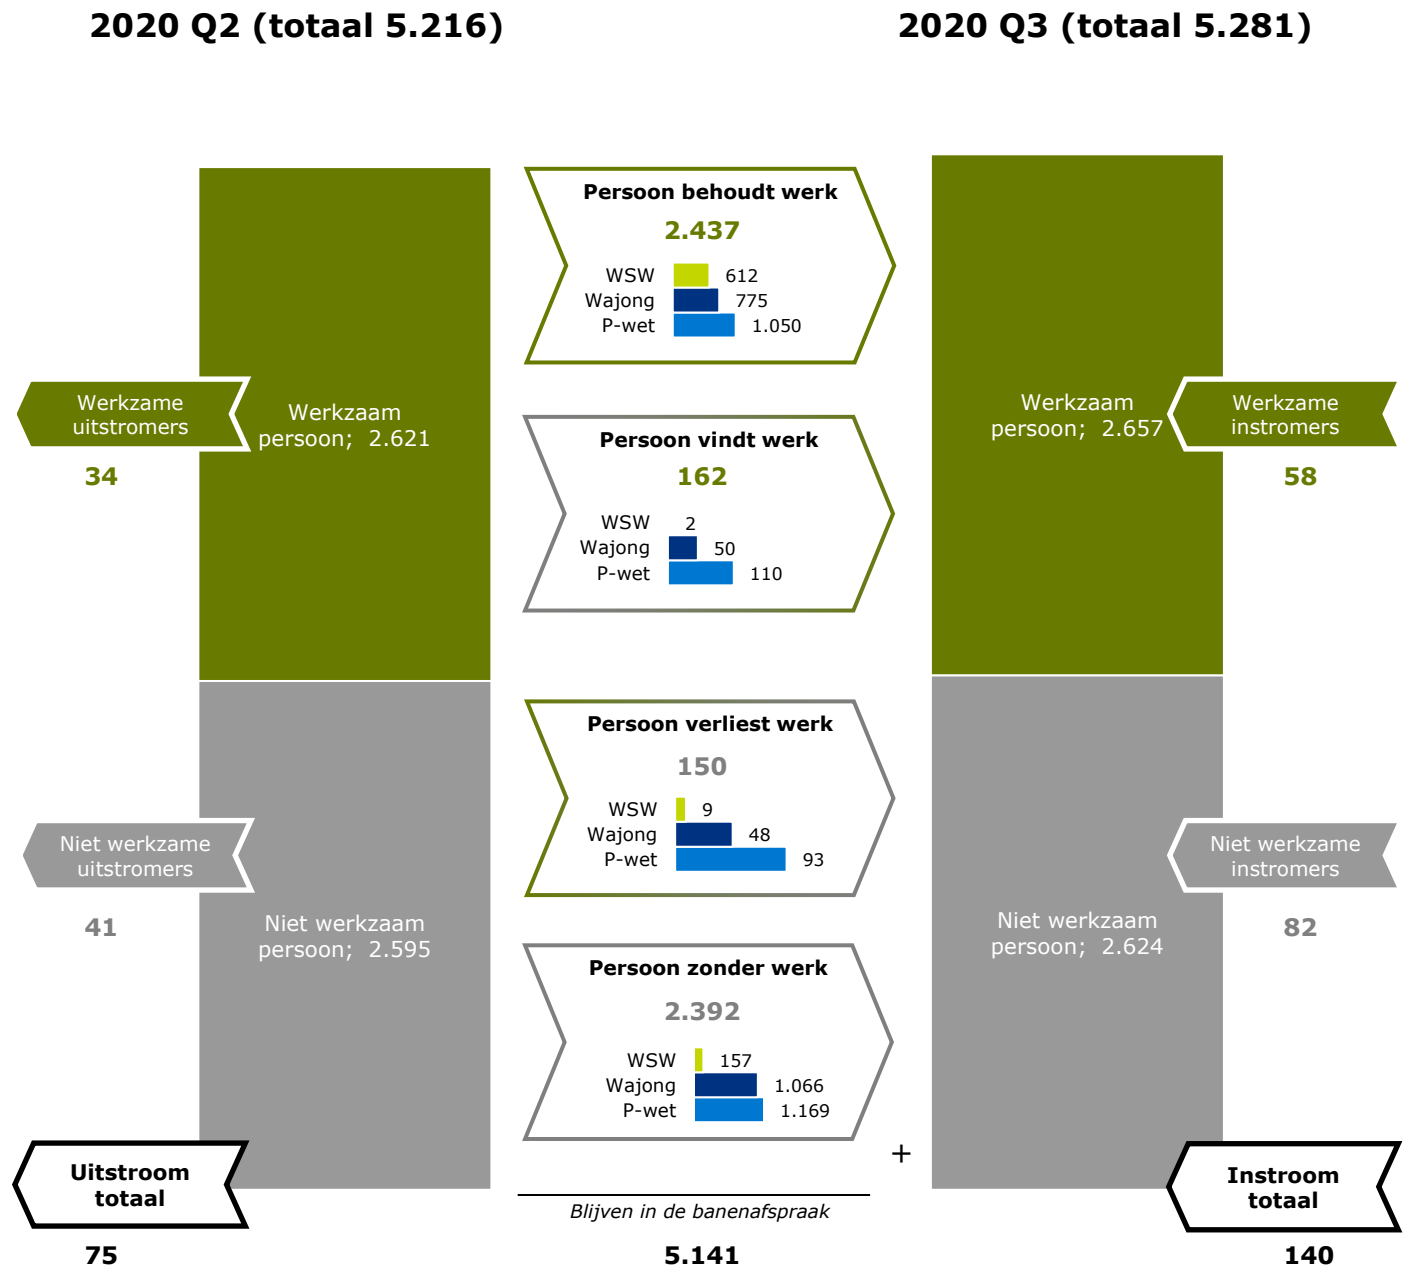 2020 Q2 (totaal 5.216)
2020 Q3 (totaal 5.281)
Persoon behoudt werk
2.437
WSW 612
Wajong 775
P-wet 1.050
Werkzame
uitstromers
34
Werkzaam
persoon; 2.621
Persoon vindt werk
162
WSW 2
Wajong 50
P-wet 110
Werkzaam
persoon; 2.657
Werkzame
instromers
58
Persoon verliest werk
150
WSW 9
Wajong 48
P-wet 93
Niet werkzame
uitstromers
41
Niet werkzaam
persoon; 2.595
Niet werkzame
instromers
82
Niet werkzaam
persoon; 2.624
Persoon zonder werk
2.392
WSW 157
Wajong 1.066
P-wet 1.169
+
Uitstroom
totaal
75
Blijven in de banenafspraak
5.141
Instroom
totaal
140